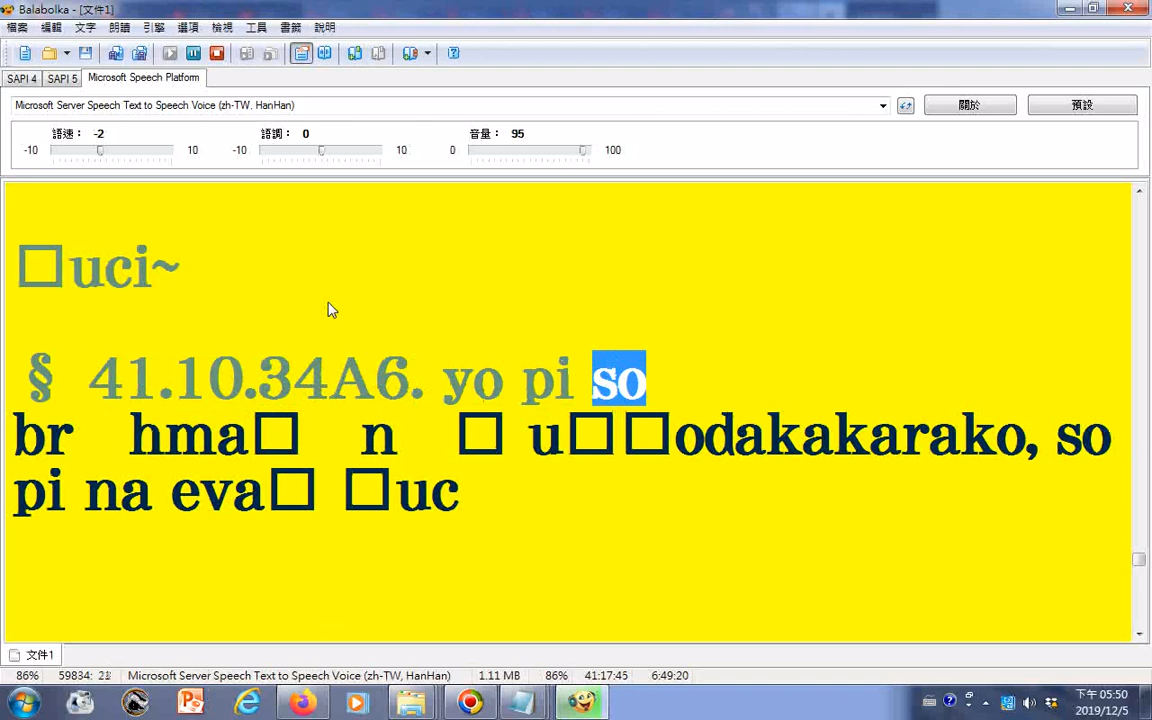 Balabolka - [文件1]
檔案 編輯 文字 朗讀 引擎 選項 檢視 工具 書籤 說明
SAPI 4 SAPI 5 Microsoft Speech Platform
Microsoft Server Speech Text to Speech Voice (zh-TW, HanHan) 關於 預設
語速： -2 語調： 0 音量： 95
-10 10 -10 10 0 100
□uci~
§ 41.10.34A6. yo pi so
br hma□ n □ u□□odakakarako, so
pi na eva□ □uc
文件1
86% 59834: 21 Microsoft Server Speech Text to Speech Voice (zh-TW, HanHan) 1.11 MB 86% 41:17:45 6:49:20
下午 05:50
2019/12/5